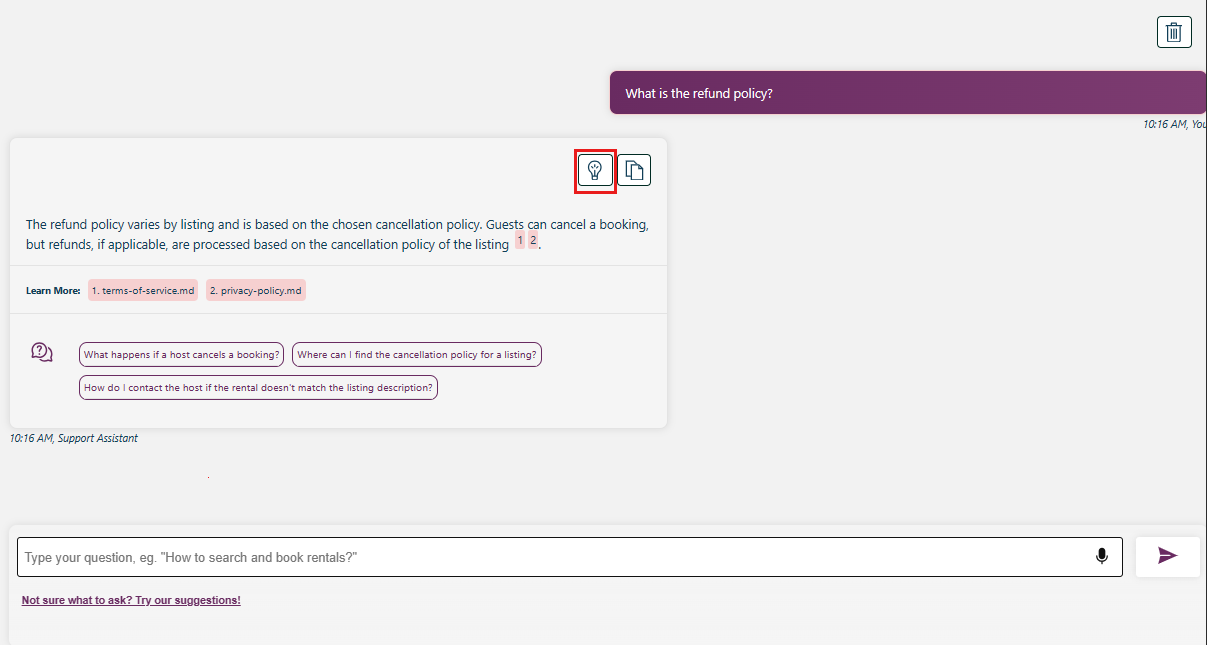 What is the refund policy?
10:16 AM, You
The refund policy varies by listing and is based on the chosen cancellation policy. Guests can cancel a booking,
but refunds, if applicable, are processed based on the cancellation policy of the listing 1 2.
Learn More: 1. terms-of-service.md 2. privacy-policy.md
What happens if a host cancels a booking? Where can I find the cancellation policy for a listing?
How do I contact the host if the rental doesn't match the listing description?
10:16 AM, Support Assistant
Type your question, eg. "How to search and book rentals?"
Not sure what to ask? Try our suggestions!